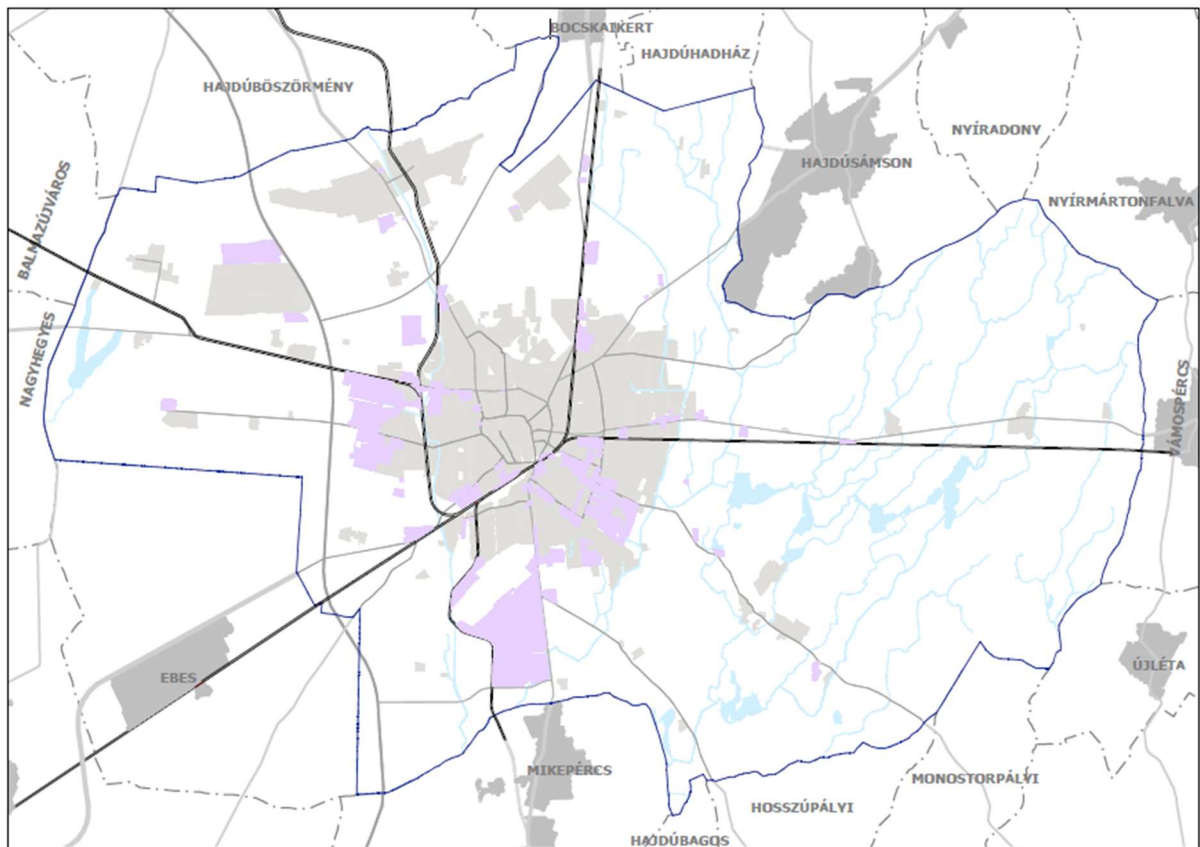 BOCSKAIKERT
HAJDÚHADHÁZ
HAJDÚBÖSZÖRMÉNY
NYÍRADONY
HAJDÚSÁMSON
BALMAZÚJVÁROS
NYÍRMÁRTONFALVA
NAGYHEGYES
VÁMOSPÉRCS
EBES
ÚJLÉTA
MIKEPÉRCS
MONOSTORPÁLYI
HOSSZÚPÁLYI
HAJDÚBAGOS